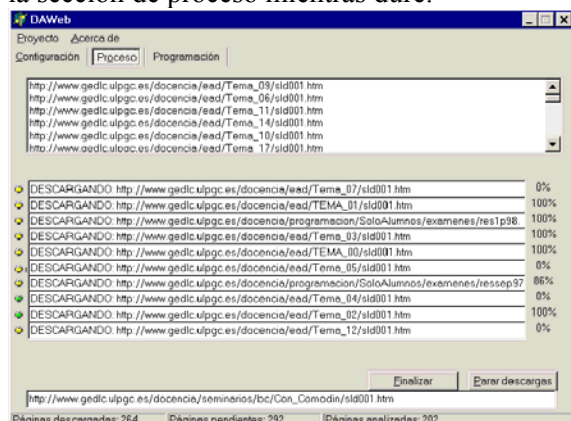 la sección de proceso mientras dure.
DAWeb
Proyecto Acerca de
Configuración Proceso Programación
http://www.gedlc.ulpgc.es/docencia/ead/Tema_09/sld001.htm
http://www.gedlc.ulpgc.es/docencia/ead/Tema_06/sld001.htm
http://www.gedlc.ulpgc.es/docencia/ead/Tema_11/sld001.htm
http://www.gedlc.ulpgc.es/docencia/ead/Tema_14/sld001.htm
http://www.gedlc.ulpgc.es/docencia/ead/Tema_10/sld001.htm
http://www.gedlc.ulpgc.es/docencia/ead/Tema_17/sld001.htm
DESCARGANDO: http://www.gedlc.ulpgc.es/docencia/ead/Tema_07/sld001.htm 0%
DESCARGANDO: http://www.gedlc.ulpgc.es/docencia/ead/TEMA_01/sld001.htm 100%
DESCARGANDO: http://www.gedlc.ulpgc.es/docencia/programacion/SoloAlumnos/examenes/res1p98. 100%
DESCARGANDO: http://www.gedlc.ulpgc.es/docencia/ead/Tema_03/sld001.htm 100%
DESCARGANDO: http://www.gedlc.ulpgc.es/docencia/ead/TEMA_00/sld001.htm 100%
DESCARGANDO: http://www.gedlc.ulpgc.es/docencia/ead/Tema_05/sld001.htm 0%
DESCARGANDO: http://www.gedlc.ulpgc.es/docencia/programacion/SoloAlumnos/examenes/ressep97 86%
DESCARGANDO: http://www.gedlc.ulpgc.es/docencia/ead/Tema_04/sld001.htm 0%
DESCARGANDO: http://www.gedlc.ulpgc.es/docencia/ead/Tema_02/sld001.htm 100%
DESCARGANDO: http://www.gedlc.ulpgc.es/docencia/ead/Tema_12/sld001.htm 0%
Finalizar Parar descargas
http://www.gedlc.ulpgc.es/docencia/seminarios/bc/Con_Comodin/sld001.htm
Páginas descargadas: 264 Páginas pendientes: 292 Páginas analizadas: 202